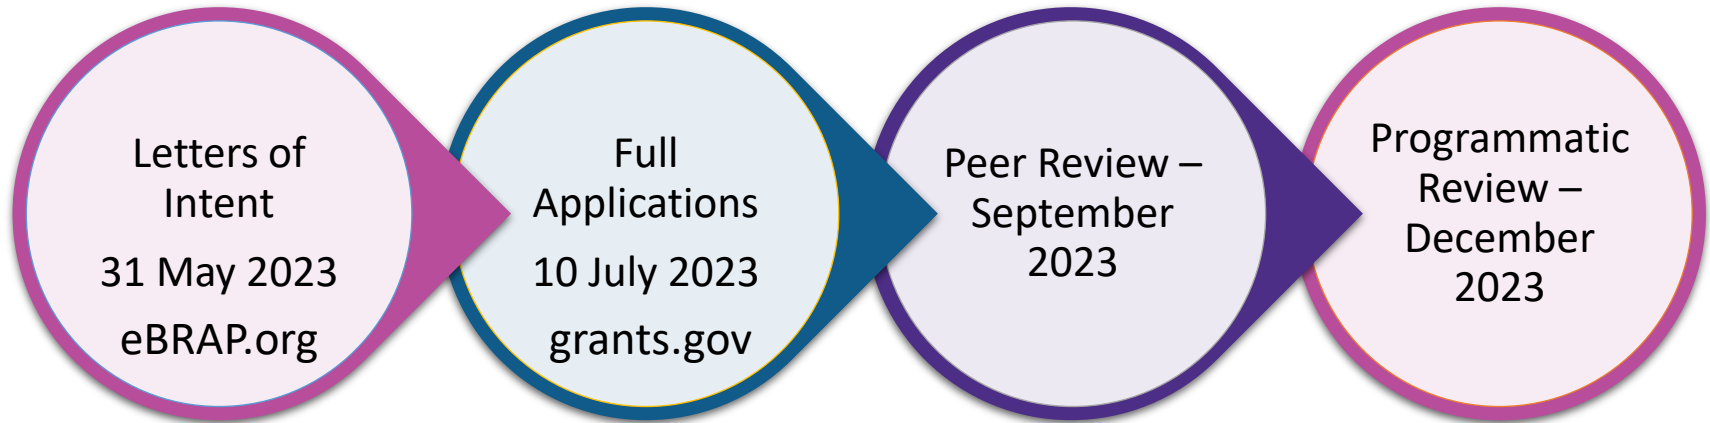 Letters of
Intent
31 May 2023
eBRAP.org
Full
Applications
10 July 2023
grants.gov
Peer Review –
September
2023
Programmatic
Review –
December
2023